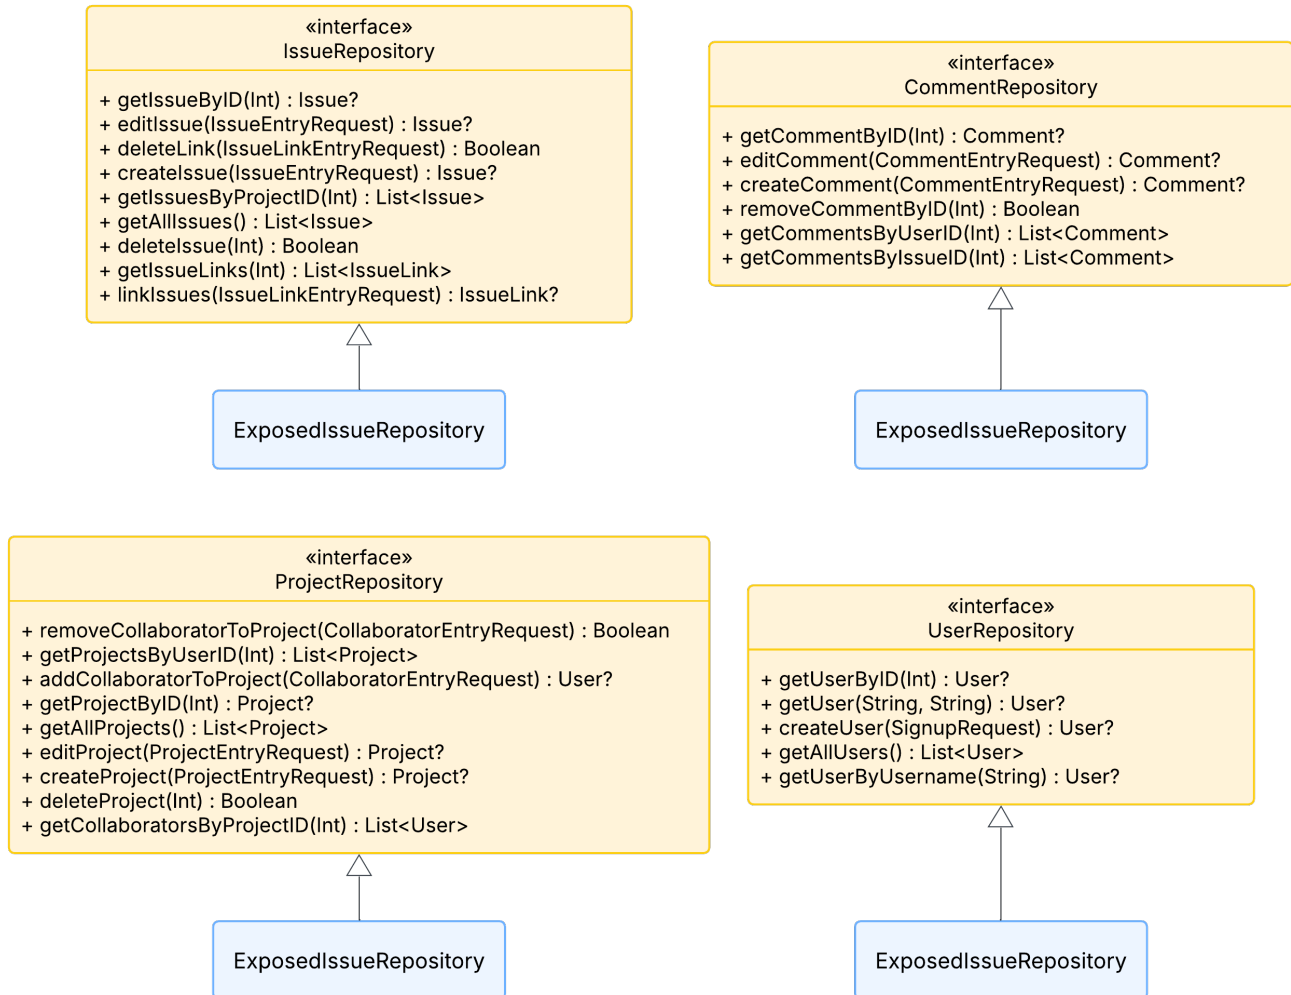 «interface»
IssueRepository
+ getIssueByID(Int) : Issue?
+ editIssue(IssueEntryRequest) : Issue?
+ deleteLink(IssueLinkEntryRequest) : Boolean
+ createIssue(IssueEntryRequest) : Issue?
+ getIssuesByProjectID(Int) : List<Issue>
+ getAllIssues() : List<Issue>
+ deleteIssue(Int) : Boolean
+ getIssueLinks(Int) : List<IssueLink>
+ linkIssues(IssueLinkEntryRequest) : IssueLink?
ExposedIssueRepository
«interface»
CommentRepository
+ getCommentByID(Int) : Comment?
+ editComment(CommentEntryRequest) : Comment?
+ createComment(CommentEntryRequest) : Comment?
+ removeCommentByID(Int) : Boolean
+ getCommentsByUserID(Int) : List<Comment>
+ getCommentsByIssueID(Int) : List<Comment>
ExposedIssueRepository
«interface»
ProjectRepository
+ removeCollaboratorToProject(CollaboratorEntryRequest) : Boolean
+ getProjectsByUserID(Int) : List<Project>
+ addCollaboratorToProject(CollaboratorEntryRequest) : User?
+ getProjectByID(Int) : Project?
+ getAllProjects() : List<Project>
+ editProject(ProjectEntryRequest) : Project?
+ createProject(ProjectEntryRequest) : Project?
+ deleteProject(Int) : Boolean
+ getCollaboratorsByProjectID(Int) : List<User>
ExposedIssueRepository
«interface»
UserRepository
+ getUserByID(Int) : User?
+ getUser(String, String) : User?
+ createUser(SignupRequest) : User?
+ getAllUsers() : List<User>
+ getUserByUsername(String) : User?
ExposedIssueRepository